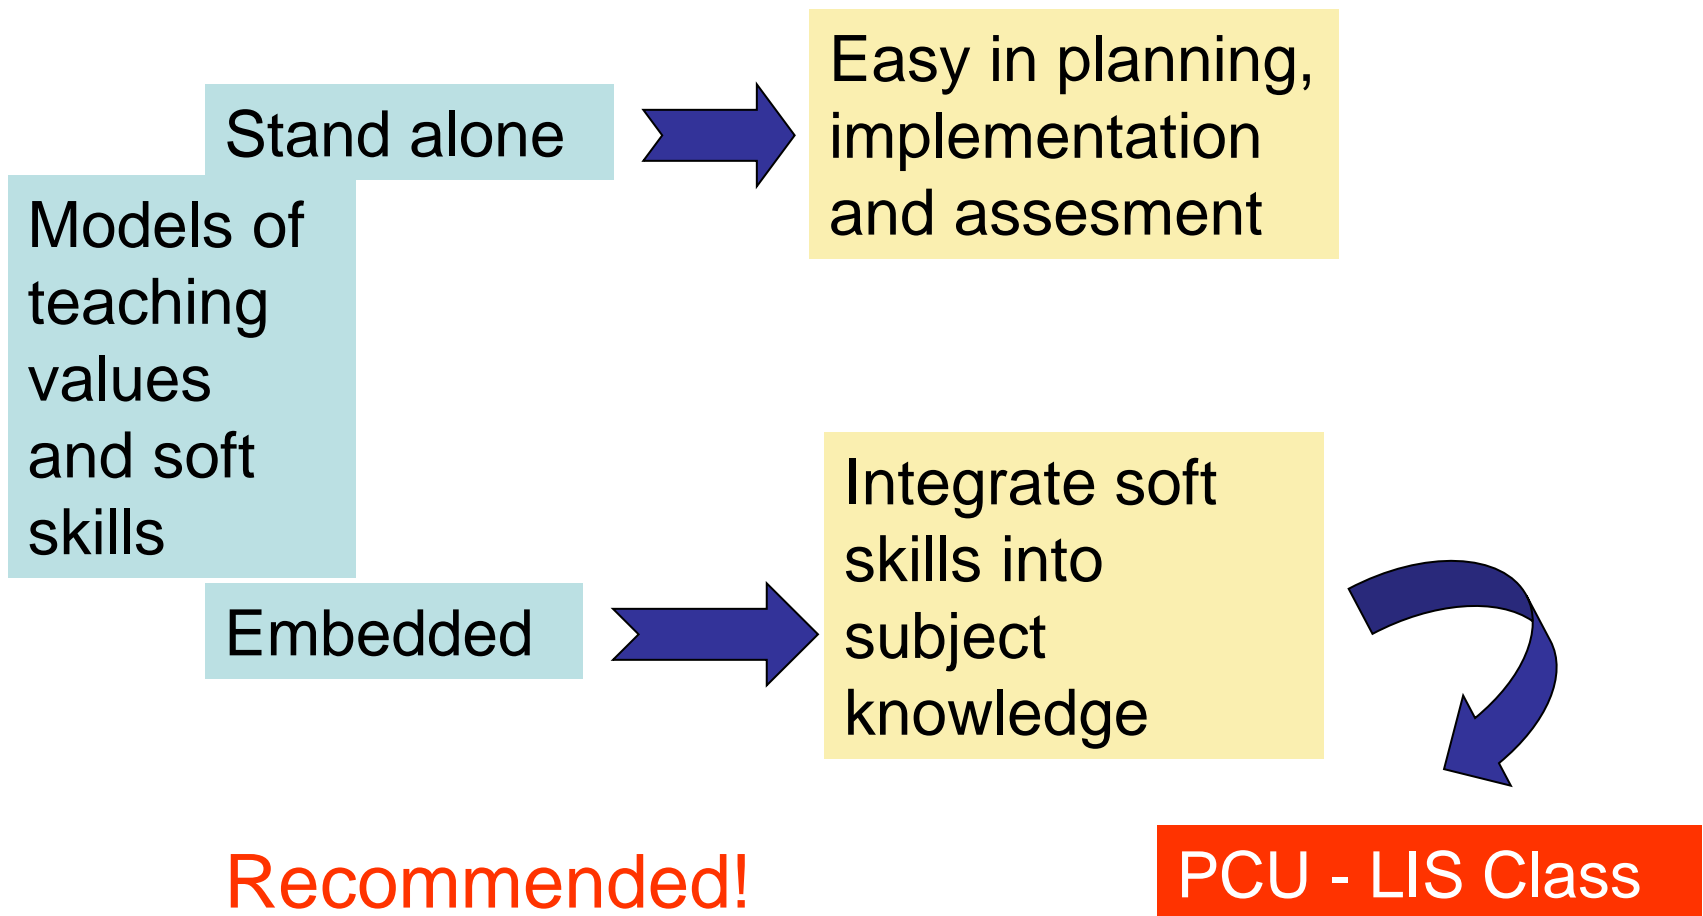 Stand alone
Easy in planning,
implementation
and assesment
Models of
teaching
values
and soft
skills
Embedded
Integrate soft
skills into
subject
knowledge
Recommended!
PCU - LIS Class